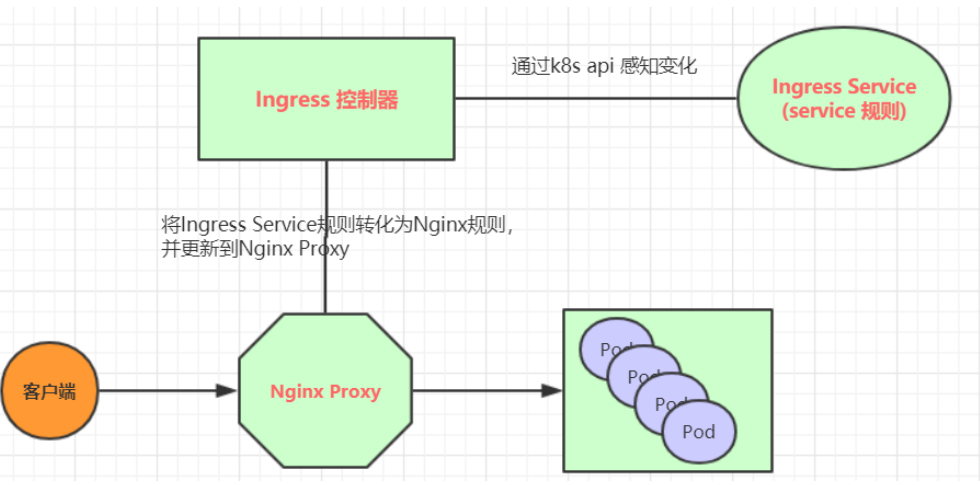 Ingress 控制器
通过k8s api 感知变化
Ingress Service
(service 规则)
将Ingress Service规则转化为Nginx规则，
并更新到Nginx Proxy
客户端
Nginx Proxy
Pod
Pod
Pod
Pod